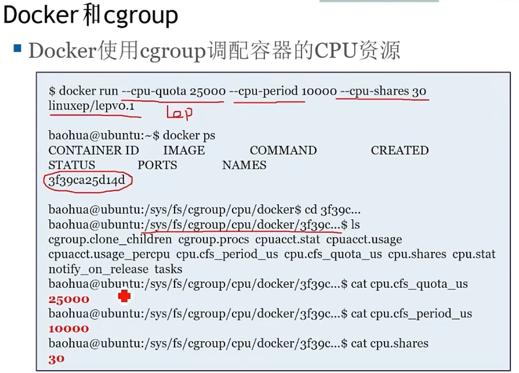 Docker和cgroup
Docker使用cgroup调配容器的CPU资源
$ docker run --cpu-quota 25000 --cpu-period 10000 --cpu-shares 30
linuxep/lepv0.1
Lep
baohua@ubuntu:~$ docker ps
CONTAINER ID IMAGE COMMAND CREATED
STATUS PORTS NAMES
3f39ca25d14d
baohua@ubuntu:/sys/fs/cgroup/cpu/docker$ cd 3f39c...
baohua@ubuntu:/sys/fs/cgroup/cpu/docker/3f39c...$ ls
cgroup.clone_children cgroup.procs cpuacct.stat cpuacct.usage
cpuacct.usage_percpu cpu.cfs_period_us cpu.cfs_quota_us cpu.shares cpu.stat
notify_on_release tasks
baohua@ubuntu:/sys/fs/cgroup/cpu/docker/3f39c...$ cat cpu.cfs_quota_us
25000
baohua@ubuntu:/sys/fs/cgroup/cpu/docker/3f39c...$ cat cpu.cfs_period_us
10000
baohua@ubuntu:/sys/fs/cgroup/cpu/docker/3f39c...$ cat cpu.shares
30